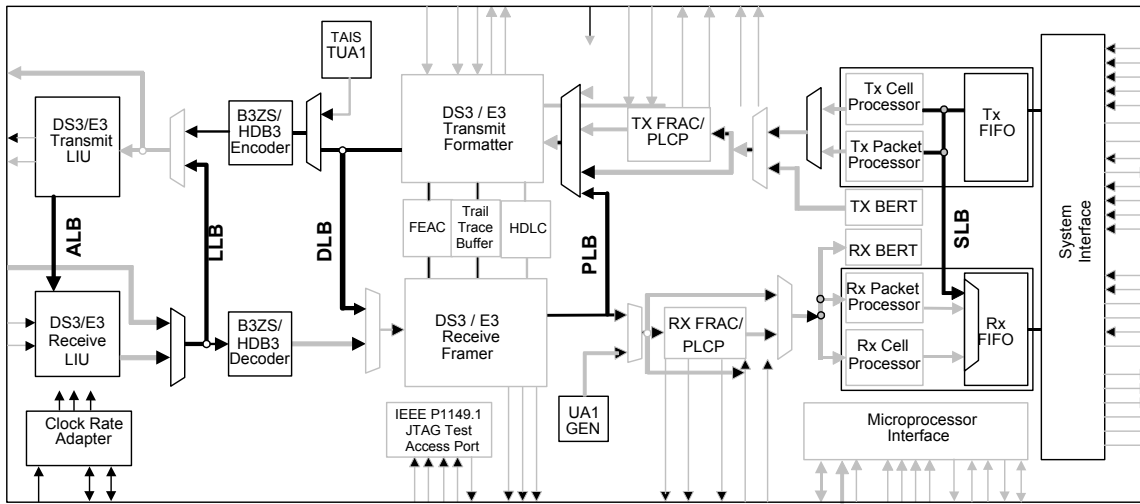 TAIS
TUA1
DS3/E3
Transmit
LIU
B3ZS/
HDB3
Encoder
DS3 / E3
Transmit
Formatter
TX FRAC/
PLCP
Tx Cell
Processor
Tx
FIFO
Tx Packet
Processor
TX BERT
ALB
LLB
DLB
FEAC
Trail
Trace
Buffer
HDLC
PLB
SLB
System
Interface
RX BERT
DS3/E3
Receive
LIU
B3ZS/
HDB3
Decoder
DS3 / E3
Receive
Framer
RX FRAC/
PLCP
Rx Packet
Processor
Rx
FIFO
Rx Cell
Processor
UA1
GEN
Clock Rate
Adapter
IEEE P1149.1
JTAG Test
Access Port
Microprocessor
Interface